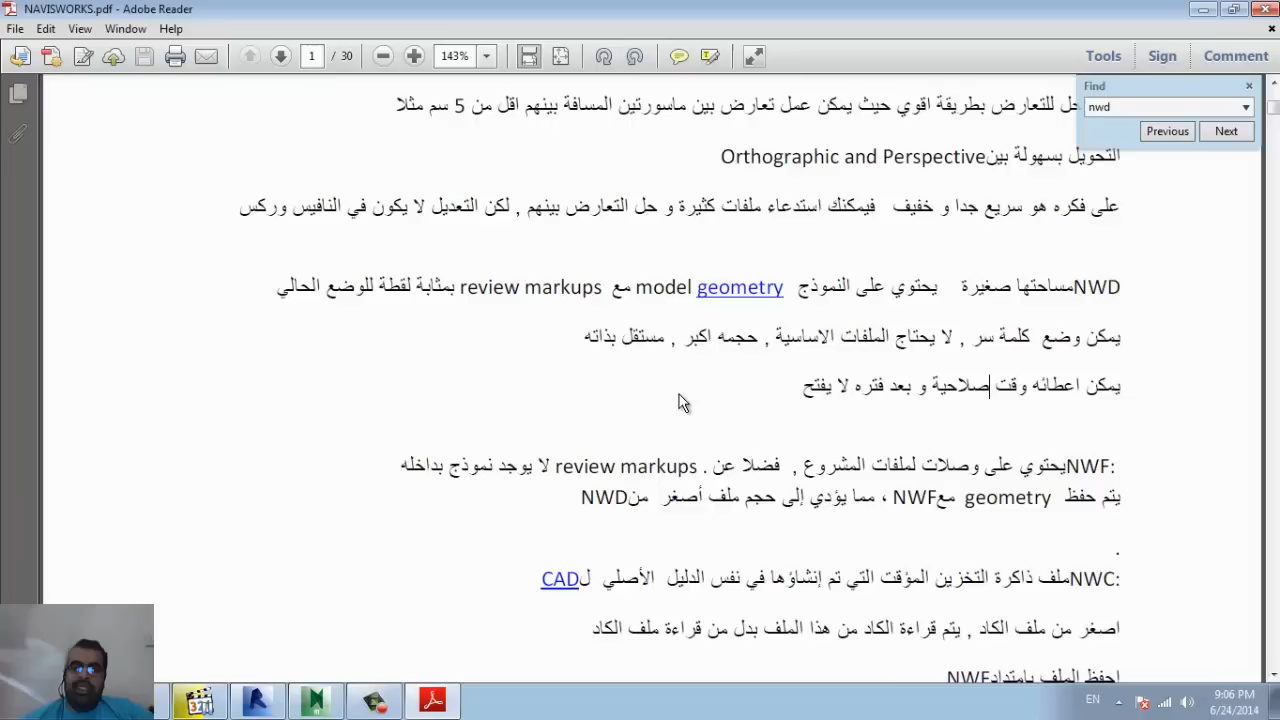 NAVISWORKS.pdf - Adobe Reader
File Edit View Window Help
1 / 30 143% Tools Sign Comment
Find
nwd
Previous Next
حل للتعارض بطريقة اقوي حيث يمكن عمل تعارض بين ماسورتين المسافة بينهم اقل من 5 سم مثلا
التحويل بسهولة بين Orthographic and Perspective
على فكره هو سريع جدا و خفيف فيمكنك استدعاء ملفات كثيرة و حل التعارض بينهم , لكن التعديل لا يكون في النافيس وركس
NWD مساحتها صغيرة يحتوي على النموذج model geometry مع review markups بمثابة لقطة للوضع الحالي
يمكن وضع كلمة سر , لا يحتاج الملفات الاساسية , حجمه اكبر , مستقل بذاته
يمكن اعطائه وقت صلاحية و بعد فتره لا يفتح
NWF: يحتوي على وصلات لملفات المشروع , فضلا عن . review markups لا يوجد نموذج بداخله
يتم حفظ geometry مع NWF ، مما يؤدي إلى حجم ملف أصغر من NWD
.
NWC: ملف ذاكرة التخزين المؤقت التي تم إنشاؤها في نفس الدليل الأصلي ل CAD
اصغر من ملف الكاد , يتم قراءة الكاد من هذا الملف بدل من قراءة ملف الكاد
احفظ الملف بامتداد NWF
EN 9:06 PM
6/24/2014